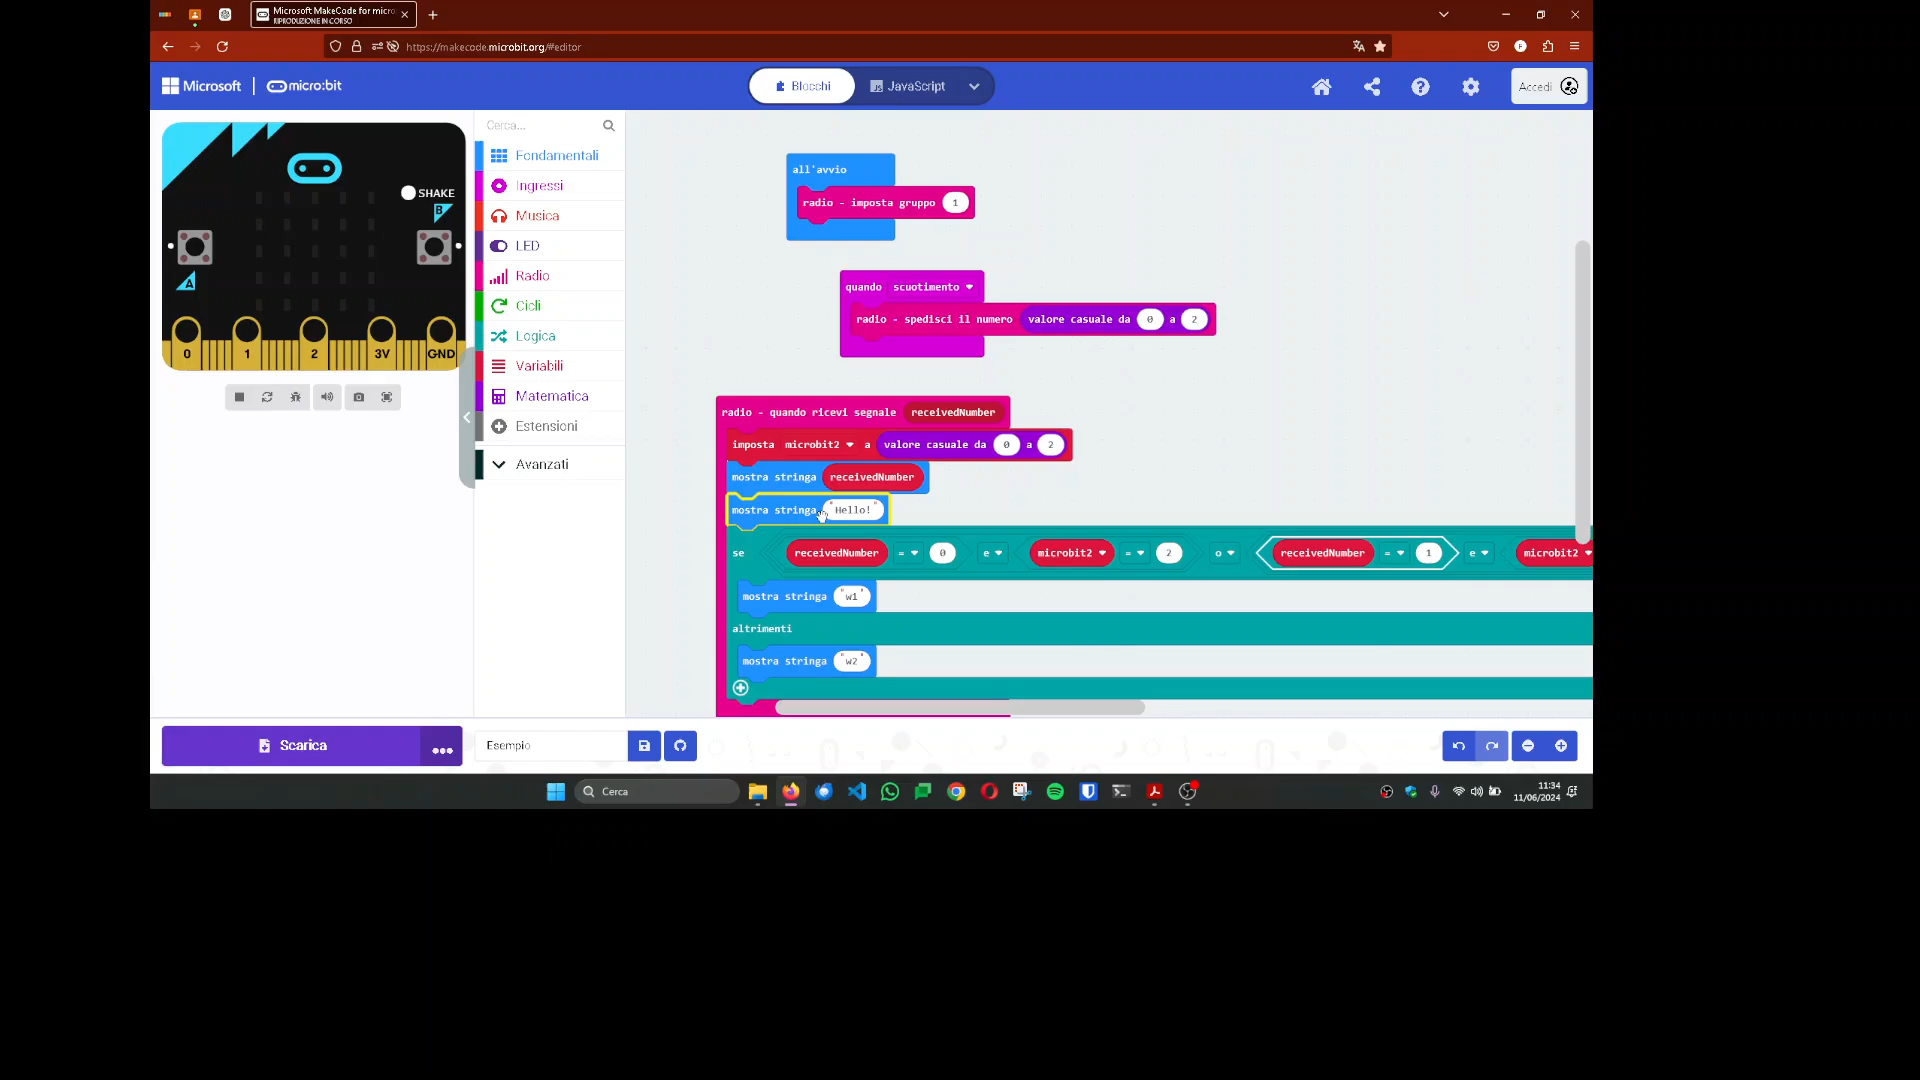 Microsoft MakeCode for micro
RIPRODUZIONE IN CORSO
https://makecode.microbit.org/#editor
Microsoft
micro:bit
Blocchi
JavaScript
Accedi
SHAKE
B
A
0 1 2 3V GND
Cerca...
Fondamentali
Ingressi
Musica
LED
Radio
Cicli
Logica
Variabili
Matematica
Estensioni
Avanzati
all'avvio
radio - imposta gruppo 1
quando scuotimento
radio - spedisci il numero valore casuale da 0 a 2
radio - quando ricevi segnale receivedNumber
imposta microbit2 a valore casuale da 0 a 2
mostra stringa receivedNumber
mostra stringa "Hello!"
se receivedNumber = 0 e microbit2 = 2 o receivedNumber = 1 e microbit2
mostra stringa "w1"
altrimenti
mostra stringa "w2"
Scarica
Esempio
Cerca
11:34
11/06/2024